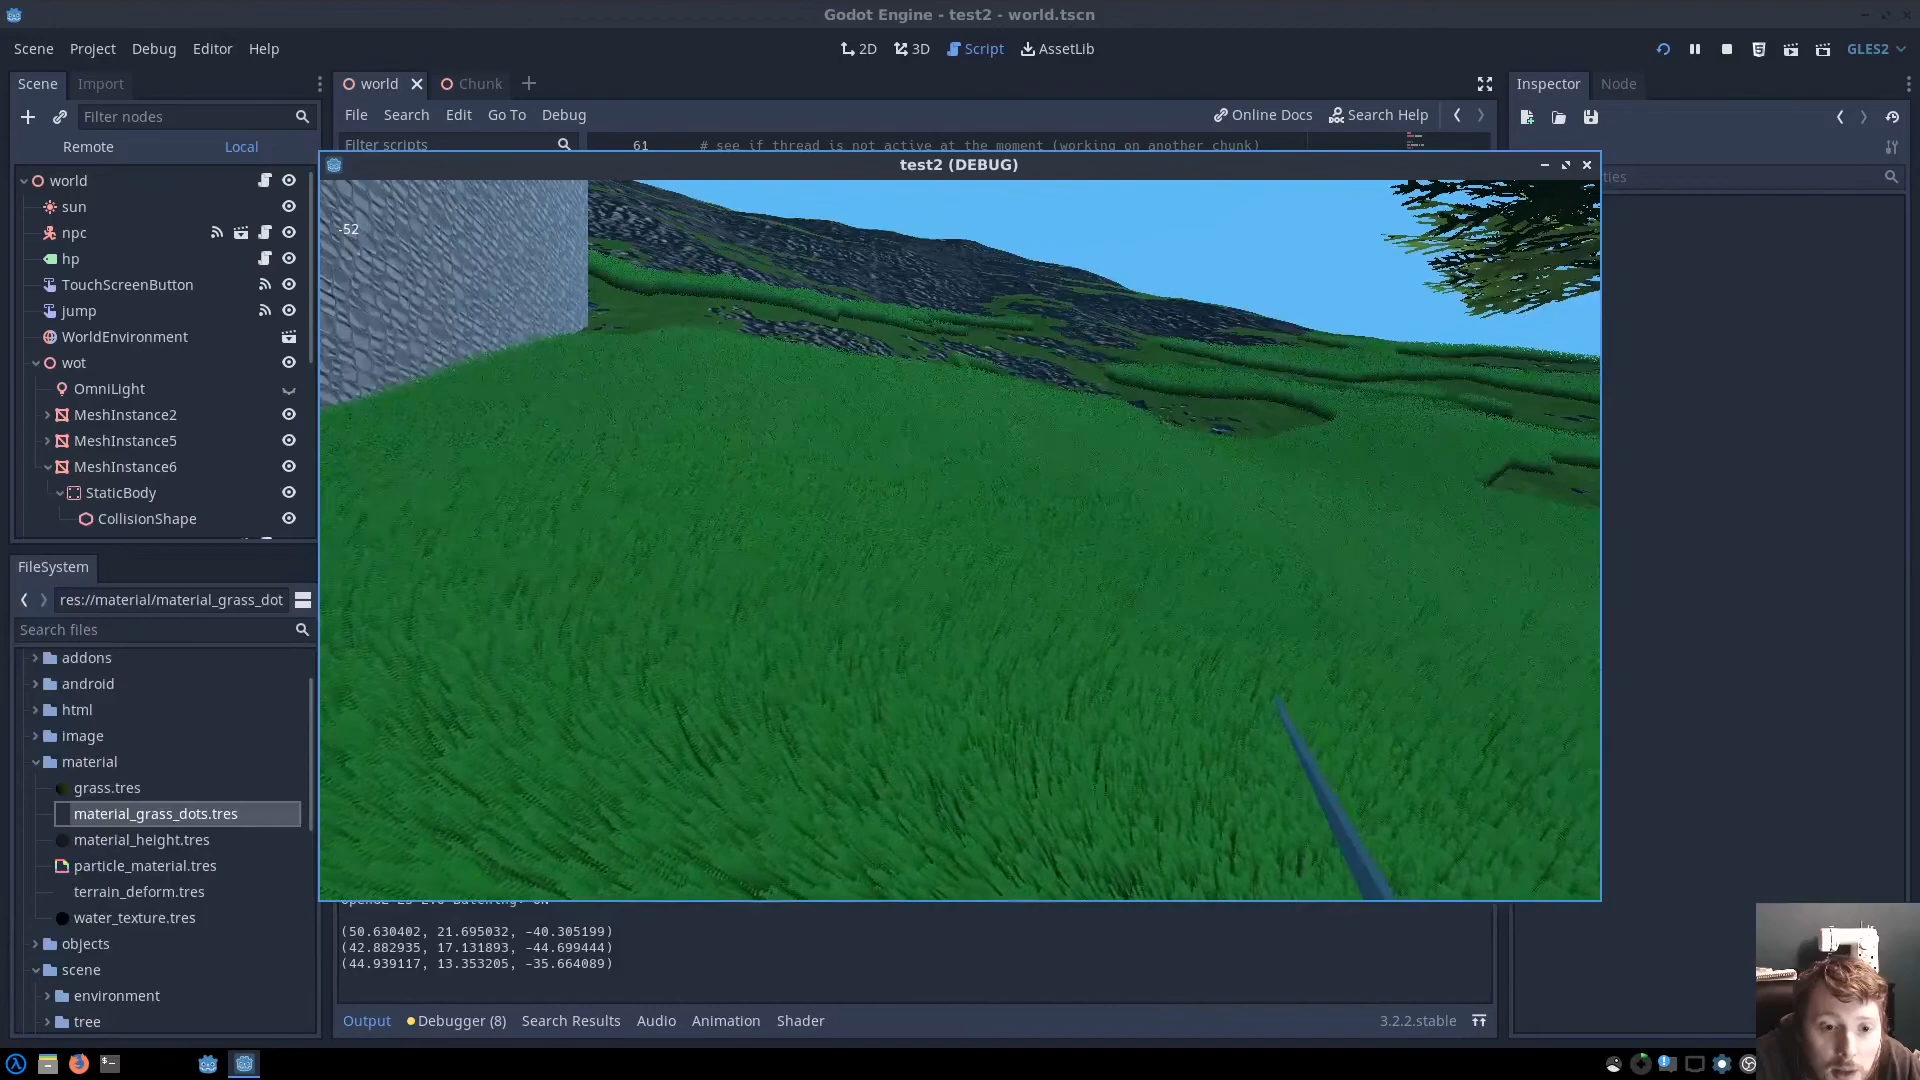 Godot Engine - test2 - world.tscn
Scene Project Debug Editor Help
2D 3D Script AssetLib
GLES2
Scene Import
world Chunk
Inspector Node
Filter nodes
File Search Edit Go To Debug
Online Docs Search Help
Remote Local
Filter scripts
61 # see if thread is not active at the moment (working on another chunk)
test2 (DEBUG)
-52
world
sun
npc
hp
TouchScreenButton
jump
WorldEnvironment
wot
OmniLight
MeshInstance2
MeshInstance5
MeshInstance6
StaticBody
CollisionShape
FileSystem
res://material/material_grass_dot
Search files
addons
android
html
image
material
grass.tres
material_grass_dots.tres
material_height.tres
particle_material.tres
terrain_deform.tres
water_texture.tres
objects
scene
environment
tree
(50.630402, 21.695032, -40.305199)
(42.882935, 17.131893, -44.699444)
(44.939117, 13.353205, -35.664089)
Output Debugger (8) Search Results Audio Animation Shader
3.2.2.stable